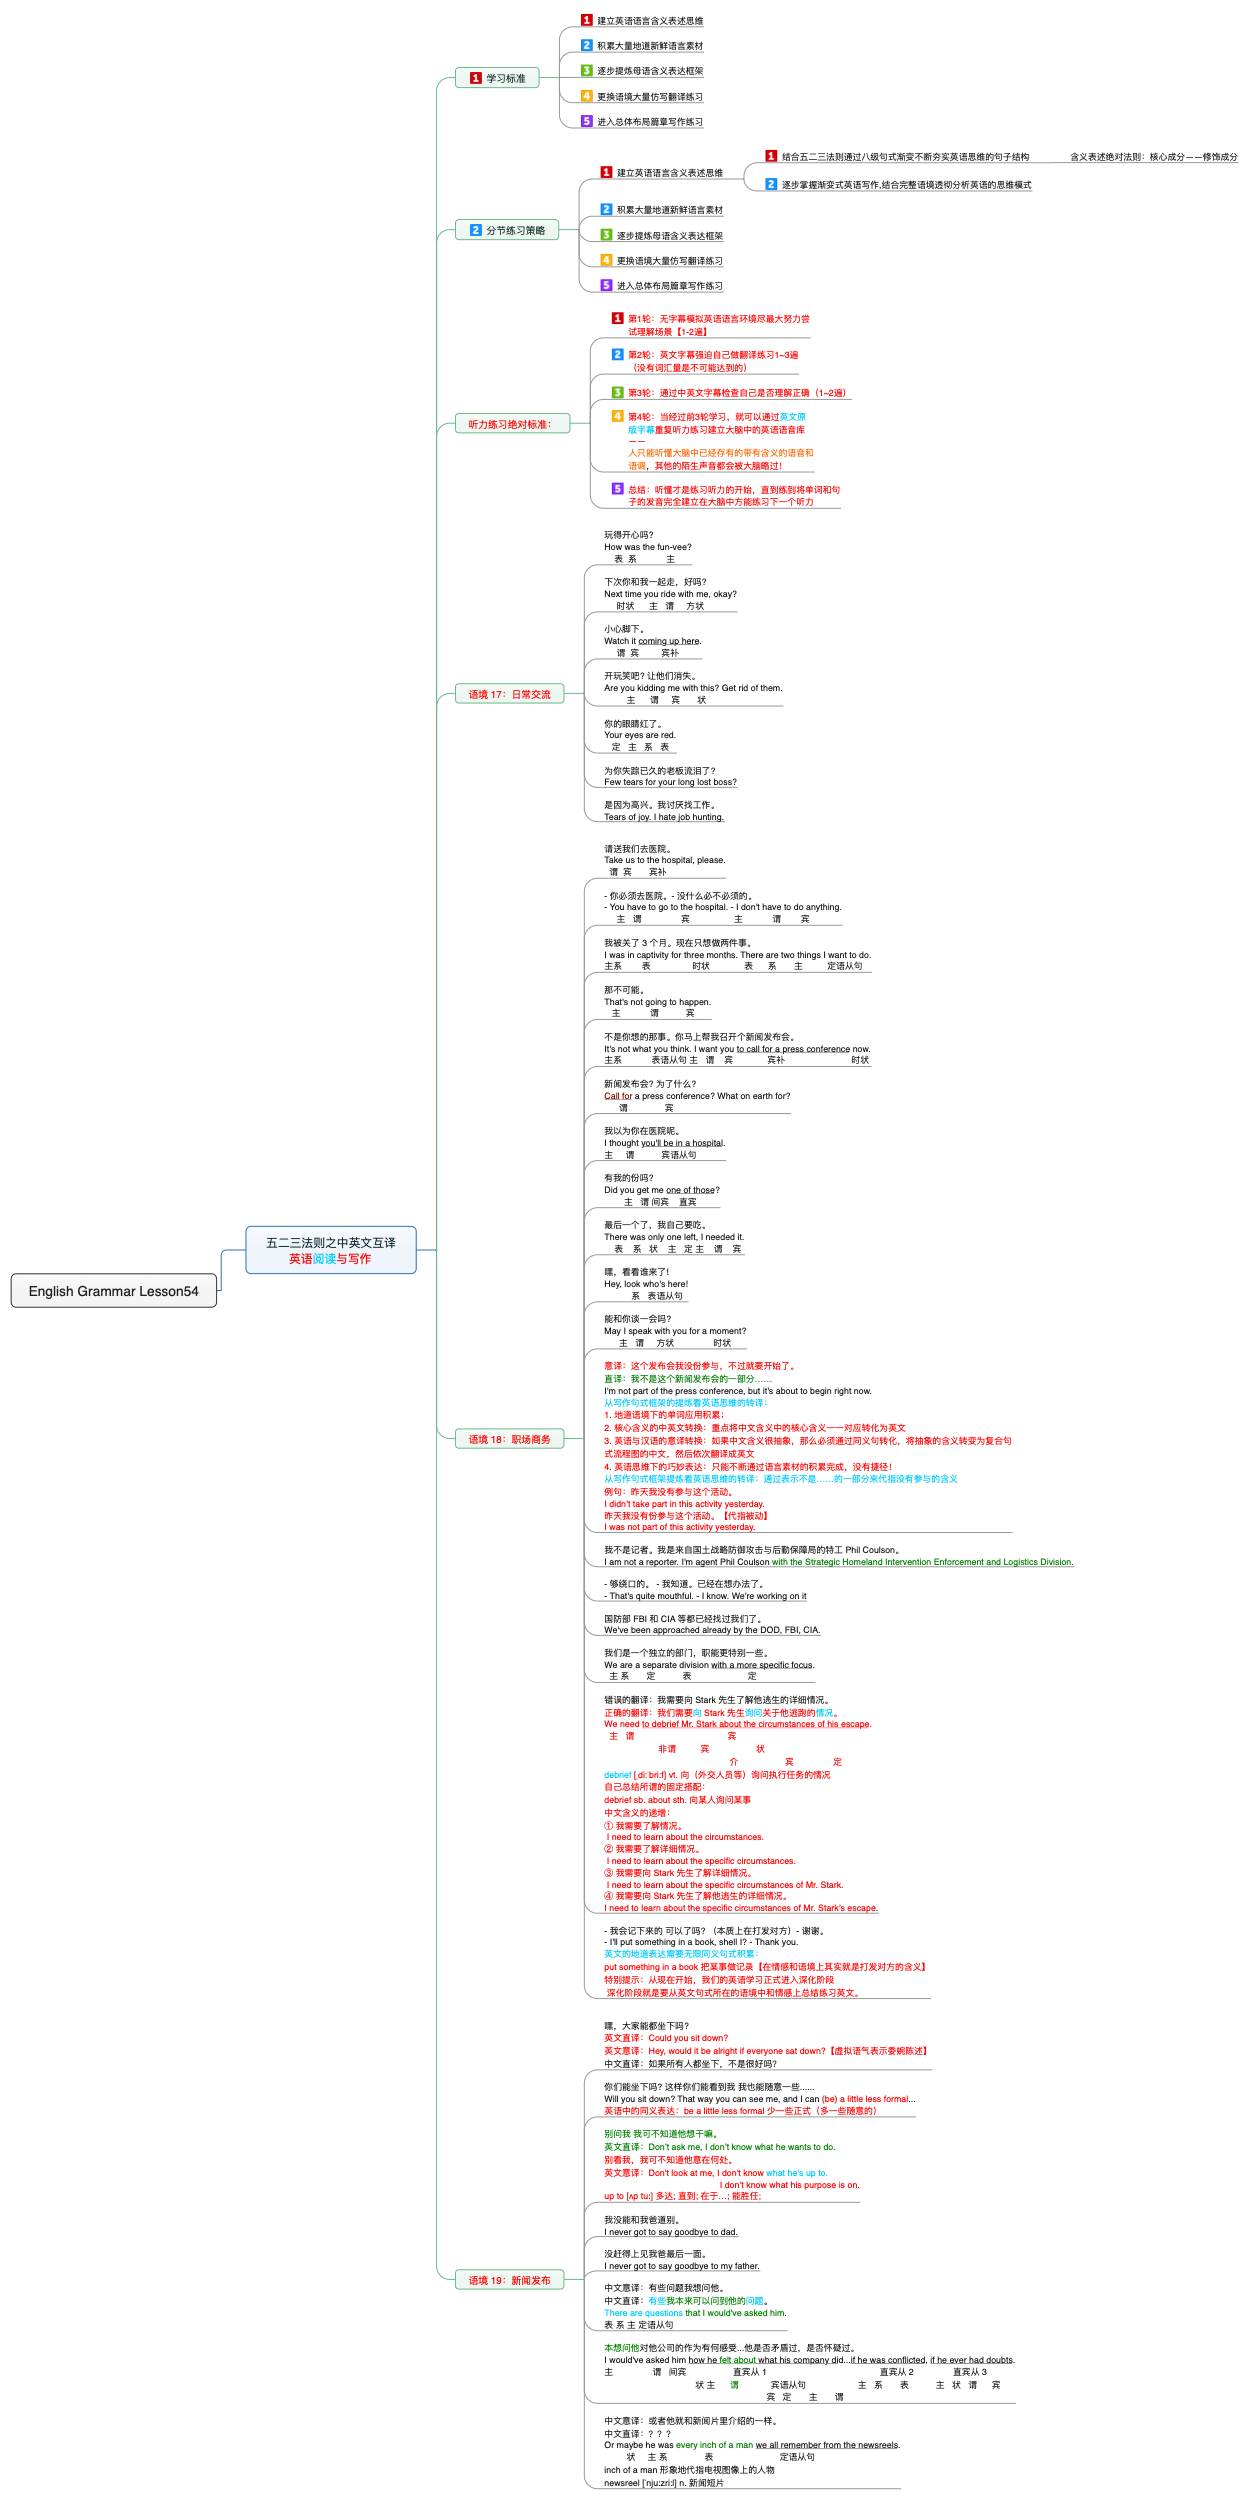 English Grammar Lesson54
五二三法则之中英文互译
英语阅读与写作
1 学习标准
1 建立英语语言含义表述思维
2 积累大量地道新鲜语言素材
3 逐步提炼母语含义表达框架
4 更换语境大量仿写翻译练习
5 进入总体布局篇章写作练习
2 分节练习策略
1 建立英语语言含义表述思维
1 结合五二三法则通过八级句式渐变不断夯实英语思维的句子结构
含义表述绝对法则：核心成分——修饰成分
2 逐步掌握渐变式英语写作,结合完整语境透彻分析英语的思维模式
2 积累大量地道新鲜语言素材
3 逐步提炼母语含义表达框架
4 更换语境大量仿写翻译练习
5 进入总体布局篇章写作练习
听力练习绝对标准：
1 第1轮：无字幕模拟英语语言环境尽最大努力尝
试理解场景【1-2遍】
2 第2轮：英文字幕强迫自己做翻译练习1~3遍
（没有词汇量是不可能达到的）
3 第3轮：通过中英文字幕检查自己是否理解正确（1~2遍）
4 第4轮：当经过前3轮学习，就可以通过英文原
版字幕重复听力练习建立大脑中的英语语音库
——
人只能听懂大脑中已经存有的带有含义的语音和
语调，其他的陌生声音都会被大脑略过！
5 总结：听懂才是练习听力的开始，直到练到将单词和句
子的发音完全建立在大脑中方能练习下一个听力
语境 17：日常交流
玩得开心吗？
How was the fun-vee?
表 系 主
下次你和我一起走，好吗？
Next time you ride with me, okay?
时状 主 谓 方状
小心脚下。
Watch it coming up here.
谓 宾 宾补
开玩笑吧？让他们消失。
Are you kidding me with this? Get rid of them.
主 谓 宾 状
你的眼睛红了。
Your eyes are red.
定 主 系 表
为你失踪已久的老板流泪了？
Few tears for your long lost boss?
是因为高兴。我讨厌找工作。
Tears of joy. I hate job hunting.
语境 18：职场商务
请送我们去医院。
Take us to the hospital, please.
谓 宾 宾补
- 你必须去医院。- 没什么必不必须的。
- You have to go to the hospital. - I don't have to do anything.
主 谓 宾 主 谓 宾
我被关了 3 个月。现在只想做两件事。
I was in captivity for three months. There are two things I want to do.
主系 表 时状 表 系 主 定语从句
那不可能。
That's not going to happen.
主 谓 宾
不是你想的那事。你马上帮我召开个新闻发布会。
It's not what you think. I want you to call for a press conference now.
主系 表语从句 主 谓 宾 宾补 时状
新闻发布会？为了什么？
Call for a press conference? What on earth for?
谓 宾
我以为你在医院呢。
I thought you'll be in a hospital.
主 谓 宾语从句
有我的份吗？
Did you get me one of those?
主 谓 间宾 直宾
最后一个了，我自己要吃。
There was only one left, I needed it.
表 系 状 主 定 主 谓 宾
嘿，看看谁来了！
Hey, look who's here!
系 表语从句
能和你谈一会吗？
May I speak with you for a moment?
主 谓 方状 时状
意译：这个发布会我没份参与，不过就要开始了。
直译：我不是这个新闻发布会的一部分……
I'm not part of the press conference, but it's about to begin right now.
从写作句式框架的提炼看英语思维的转译：
1. 地道语境下的单词应用积累；
2. 核心含义的中英文转换：重点将中文含义中的核心含义一一对应转化为英文
3. 英语与汉语的意译转换：如果中文含义很抽象，那么必须通过同义句转化，将抽象的含义转变为复合句
式流程图的中文，然后依次翻译成英文
4. 英语思维下的巧妙表达：只能不断通过语言素材的积累完成，没有捷径！
从写作句式框架提炼看英语思维的转译：通过表示不是……的一部分来代指没有参与的含义
例句：昨天我没有参与这个活动。
I didn't take part in this activity yesterday.
昨天我没有份参与这个活动。【代指被动】
I was not part of this activity yesterday.
我不是记者。我是来自国土战略防御攻击与后勤保障局的特工 Phil Coulson。
I am not a reporter. I'm agent Phil Coulson with the Strategic Homeland Intervention Enforcement and Logistics Division.
- 够绕口的。 - 我知道。已经在想办法了。
- That's quite mouthful. - I know. We're working on it
国防部 FBI 和 CIA 等都已经找过我们了。
We've been approached already by the DOD, FBI, CIA.
我们是一个独立的部门，职能更特别一些。
We are a separate division with a more specific focus.
主 系 定 表 定
错误的翻译：我需要向 Stark 先生了解他逃生的详细情况。
正确的翻译：我们需要向 Stark 先生询问关于他逃跑的情况。
We need to debrief Mr. Stark about the circumstances of his escape.
主 谓 宾
非谓 宾 状
介 宾 定
debrief [ˌdiːˈbriːf] vt. 向（外交人员等）询问执行任务的情况
自己总结所谓的固定搭配：
debrief sb. about sth. 向某人询问某事
中文含义的递增：
① 我需要了解情况。
I need to learn about the circumstances.
② 我需要了解详细情况。
I need to learn about the specific circumstances.
③ 我需要向 Stark 先生了解详细情况。
I need to learn about the specific circumstances of Mr. Stark.
④ 我需要向 Stark 先生了解他逃生的详细情况。
I need to learn about the specific circumstances of Mr. Stark's escape.
- 我会记下来的 可以了吗？（本质上在打发对方）- 谢谢。
- I'll put something in a book, shell I? - Thank you.
英文的地道表达需要无限同义句式积累：
put something in a book 把某事做记录【在情感和语境上其实就是打发对方的含义】
特别提示：从现在开始，我们的英语学习正式进入深化阶段
深化阶段就是要从英文句式所在的语境中和情感上总结练习英文。
语境 19：新闻发布
嘿，大家能都坐下吗？
英文直译：Could you sit down?
英文意译：Hey, would it be alright if everyone sat down?【虚拟语气表示委婉陈述】
中文直译：如果所有人都坐下，不是很好吗？
你们能坐下吗？这样你们能看到我 我也能随意一些......
Will you sit down? That way you can see me, and I can (be) a little less formal...
英语中的同义表达：be a little less formal 少一些正式（多一些随意的）
别问我 我可不知道他想干嘛。
英文直译：Don't ask me, I don't know what he wants to do.
别看我，我可不知道他意在何处。
英文意译：Don't look at me, I don't know what he's up to.
I don't know what his purpose is on.
up to [ʌp tuː] 多达; 直到; 在于…; 能胜任;
我没能和我爸道别。
I never got to say goodbye to dad.
没赶得上见我爸最后一面。
I never got to say goodbye to my father.
中文意译：有些问题我想问他。
中文直译：有些我本来可以问到他的问题。
There are questions that I would've asked him.
表 系 主 定语从句
本想问他对他公司的作为有何感受...他是否矛盾过，是否怀疑过。
I would've asked him how he felt about what his company did...if he was conflicted, if he ever had doubts.
主 谓 间宾 直宾从 1 直宾从 2 直宾从 3
状 主 谓 宾语从句 主 系 表 主 状 谓 宾
宾 定 主 谓
中文意译：或者他就和新闻片里介绍的一样。
中文直译：？？？
Or maybe he was every inch of a man we all remember from the newsreels.
状 主 系 表 定语从句
inch of a man 形象地代指电视图像上的人物
newsreel [ˈnjuːzriːl] n. 新闻短片